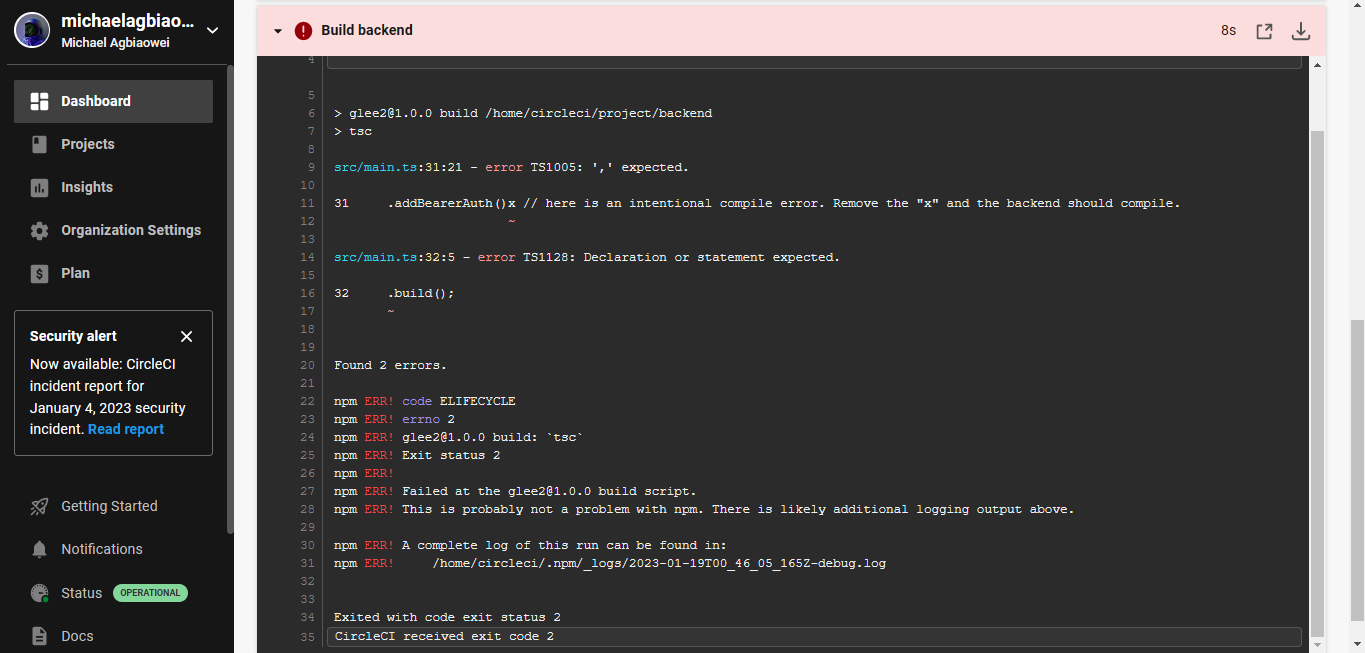 michaelagbiao...
Michael Agbiaowei
Dashboard
Projects
Insights
Organization Settings
Plan
Security alert
Now available: CircleCI
incident report for
January 4, 2023 security
incident. Read report
Getting Started
Notifications
Status OPERATIONAL
Docs
Build backend 8s
4
5
6 > glee2@1.0.0 build /home/circleci/project/backend
7 > tsc
8
9 src/main.ts:31:21 - error TS1005: ',' expected.
10
11 31     .addBearerAuth()x // here is an intentional compile error. Remove the "x" and the backend should compile.
12                     ~
13
14 src/main.ts:32:5 - error TS1128: Declaration or statement expected.
15
16 32     .build();
17        ~
18
19
20 Found 2 errors.
21
22 npm ERR! code ELIFECYCLE
23 npm ERR! errno 2
24 npm ERR! glee2@1.0.0 build: `tsc`
25 npm ERR! Exit status 2
26 npm ERR!
27 npm ERR! Failed at the glee2@1.0.0 build script.
28 npm ERR! This is probably not a problem with npm. There is likely additional logging output above.
29
30 npm ERR! A complete log of this run can be found in:
31 npm ERR!     /home/circleci/.npm/_logs/2023-01-19T00_46_05_165Z-debug.log
32
33
34 Exited with code exit status 2
35 CircleCI received exit code 2